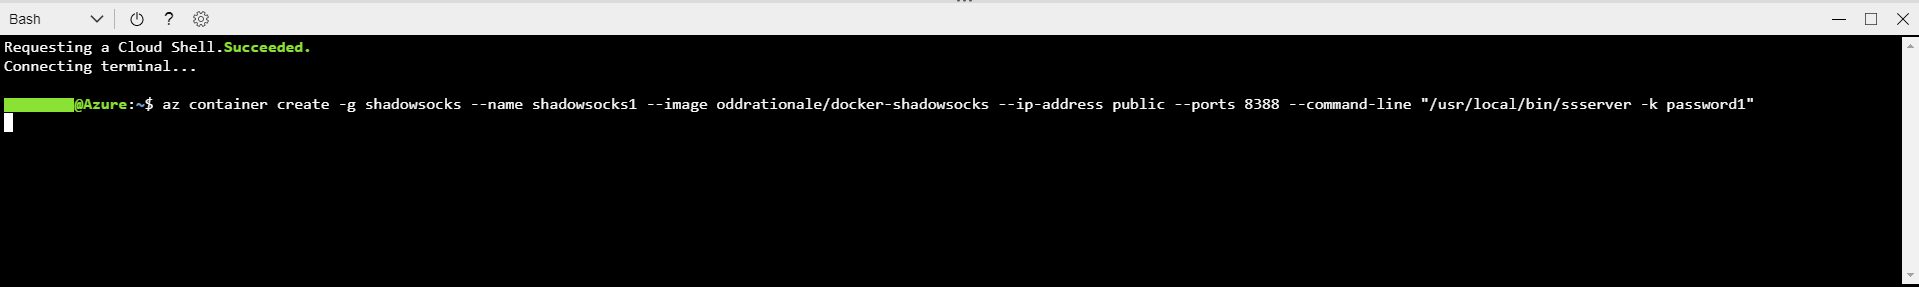 Bash
Requesting a Cloud Shell.Succeeded.
Connecting terminal...
@Azure:~$ az container create -g shadowsocks --name shadowsocks1 --image oddrationale/docker-shadowsocks --ip-address public --ports 8388 --command-line "/usr/local/bin/ssserver -k password1"